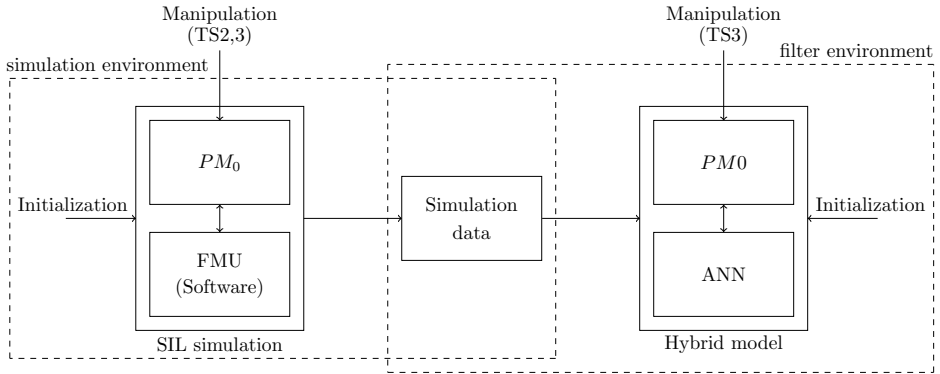 Manipulation
(TS2,3)
Manipulation
(TS3)
simulation environment
filter environment
PM₀
PM0
Initialization
Simulation
data
Initialization
FMU
(Software)
ANN
SIL simulation
Hybrid model